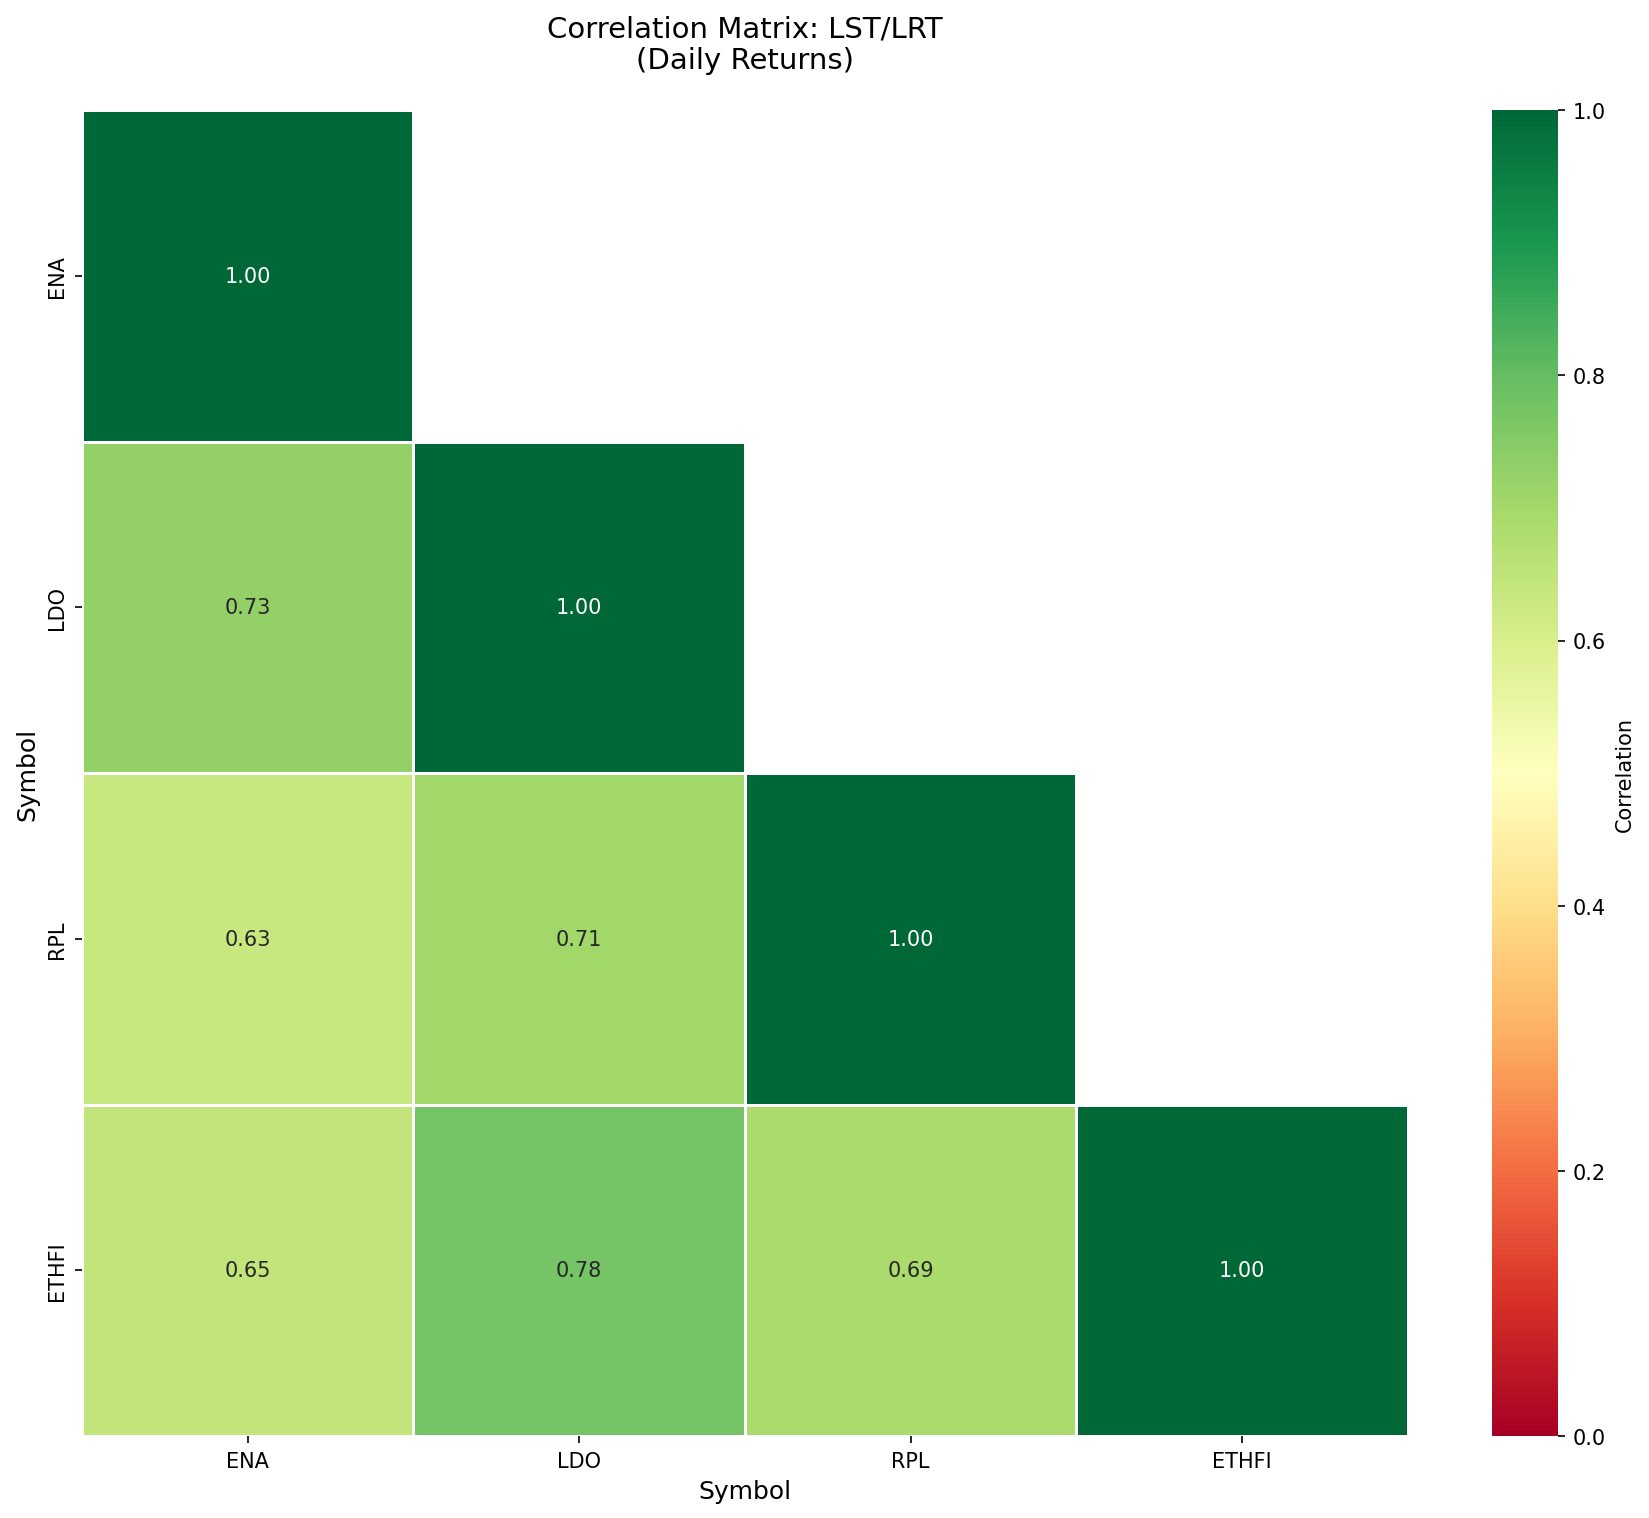 Correlation Matrix: LST/LRT
(Daily Returns)
ENA
1.00
LDO
0.73
1.00
RPL
0.63
0.71
1.00
ETHFI
0.65
0.78
0.69
1.00
Symbol
ENA
LDO
RPL
ETHFI
Symbol
1.0
0.8
0.6
0.4
0.2
0.0
Correlation